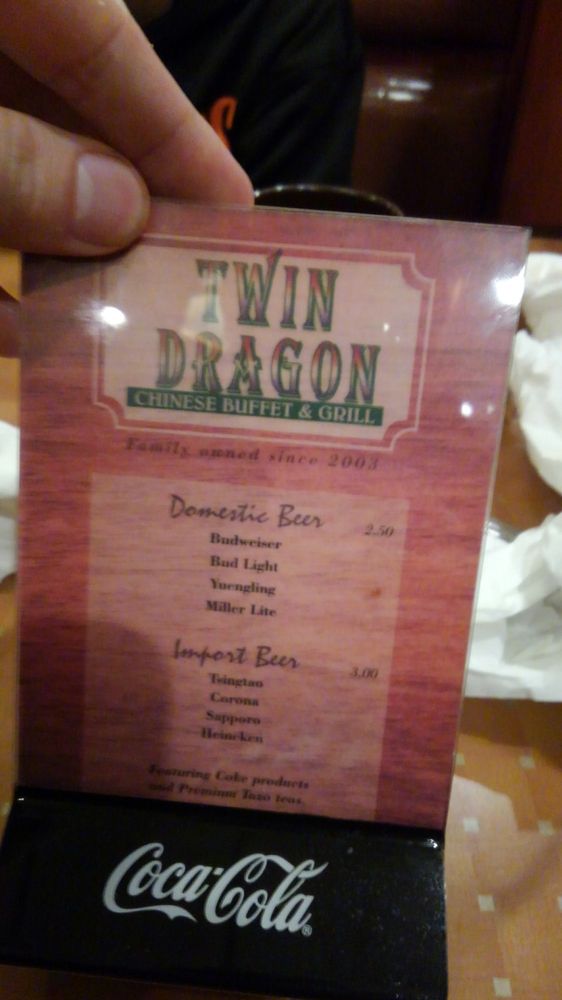 TWIN
DRAGON
CHINESE BUFFET & GRILL
Family owned since 2003
Domestic Beer 2.50
Budweiser
Bud Light
Yuengling
Miller Lite
Import Beer 3.00
Tsingtao
Corona
Sapporo
Heineken
Featuring Coke products
and Premium Tazo teas.
Coca-Cola®